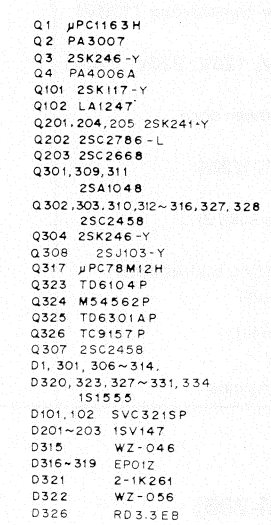 Q1 μPC1163H
Q2 PA3007
Q3 2SK246-Y
Q4 PA4006A
Q101 2SK117-Y
Q102 LA1247
Q201,204,205 2SK241-Y
Q202 2SC2786-L
Q203 2SC2668
Q301,309,311
2SA1048
Q302,303,310,312~316,327,328
2SC2458
Q304 2SK246-Y
Q308 2SJ103-Y
Q317 μPC78M12H
Q323 TD6104P
Q324 M54562P
Q325 TD6301AP
Q326 TC9157P
Q307 2SC2458
D1,301,306~314,
D320,323,327~331,334
1S1555
D101,102 SVC321SP
D201~203 1SV147
D315 WZ-046
D316~319 EP01Z
D321 2-1K261
D322 WZ-056
D326 RD3.3EB